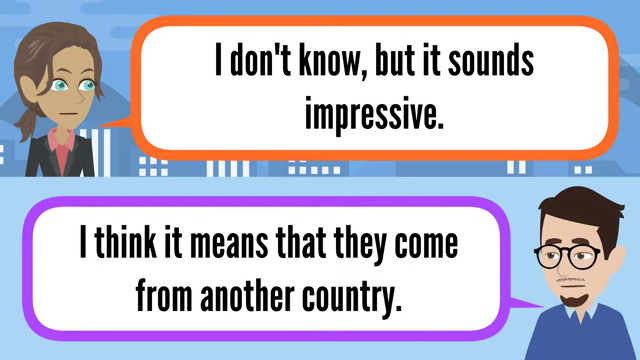 I don't know, but it sounds
impressive.
I think it means that they come
from another country.